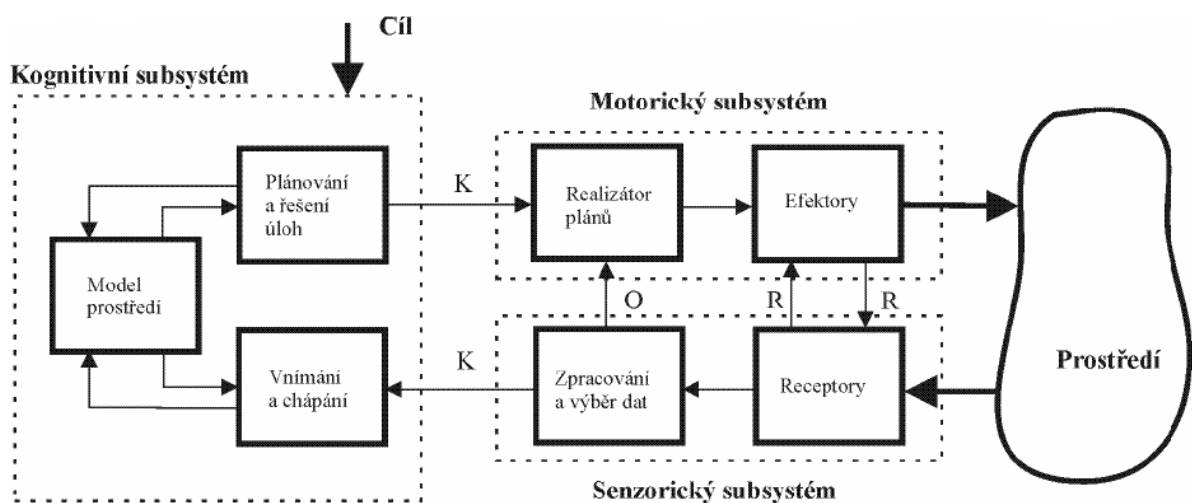 Cíl
Kognitivní subsystém
Motorický subsystém
Plánování
a řešení
úloh
K
Realizátor
plánů
Efektory
Model
prostředí
O
R
R
Prostředí
Vnímání
a chápání
K
Zpracování
a výběr dat
Receptory
Senzorický subsystém